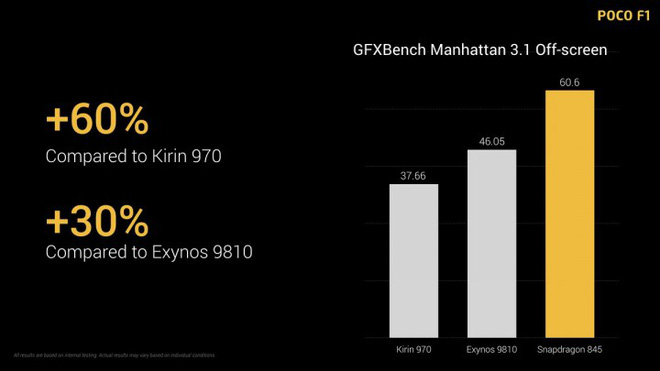 POCO F1
GFXBench Manhattan 3.1 Off-screen
+60%
Compared to Kirin 970
+30%
Compared to Exynos 9810
37.66
46.05
60.6
Kirin 970
Exynos 9810
Snapdragon 845
All results are based on internal testing. Actual results may vary based on individual conditions.